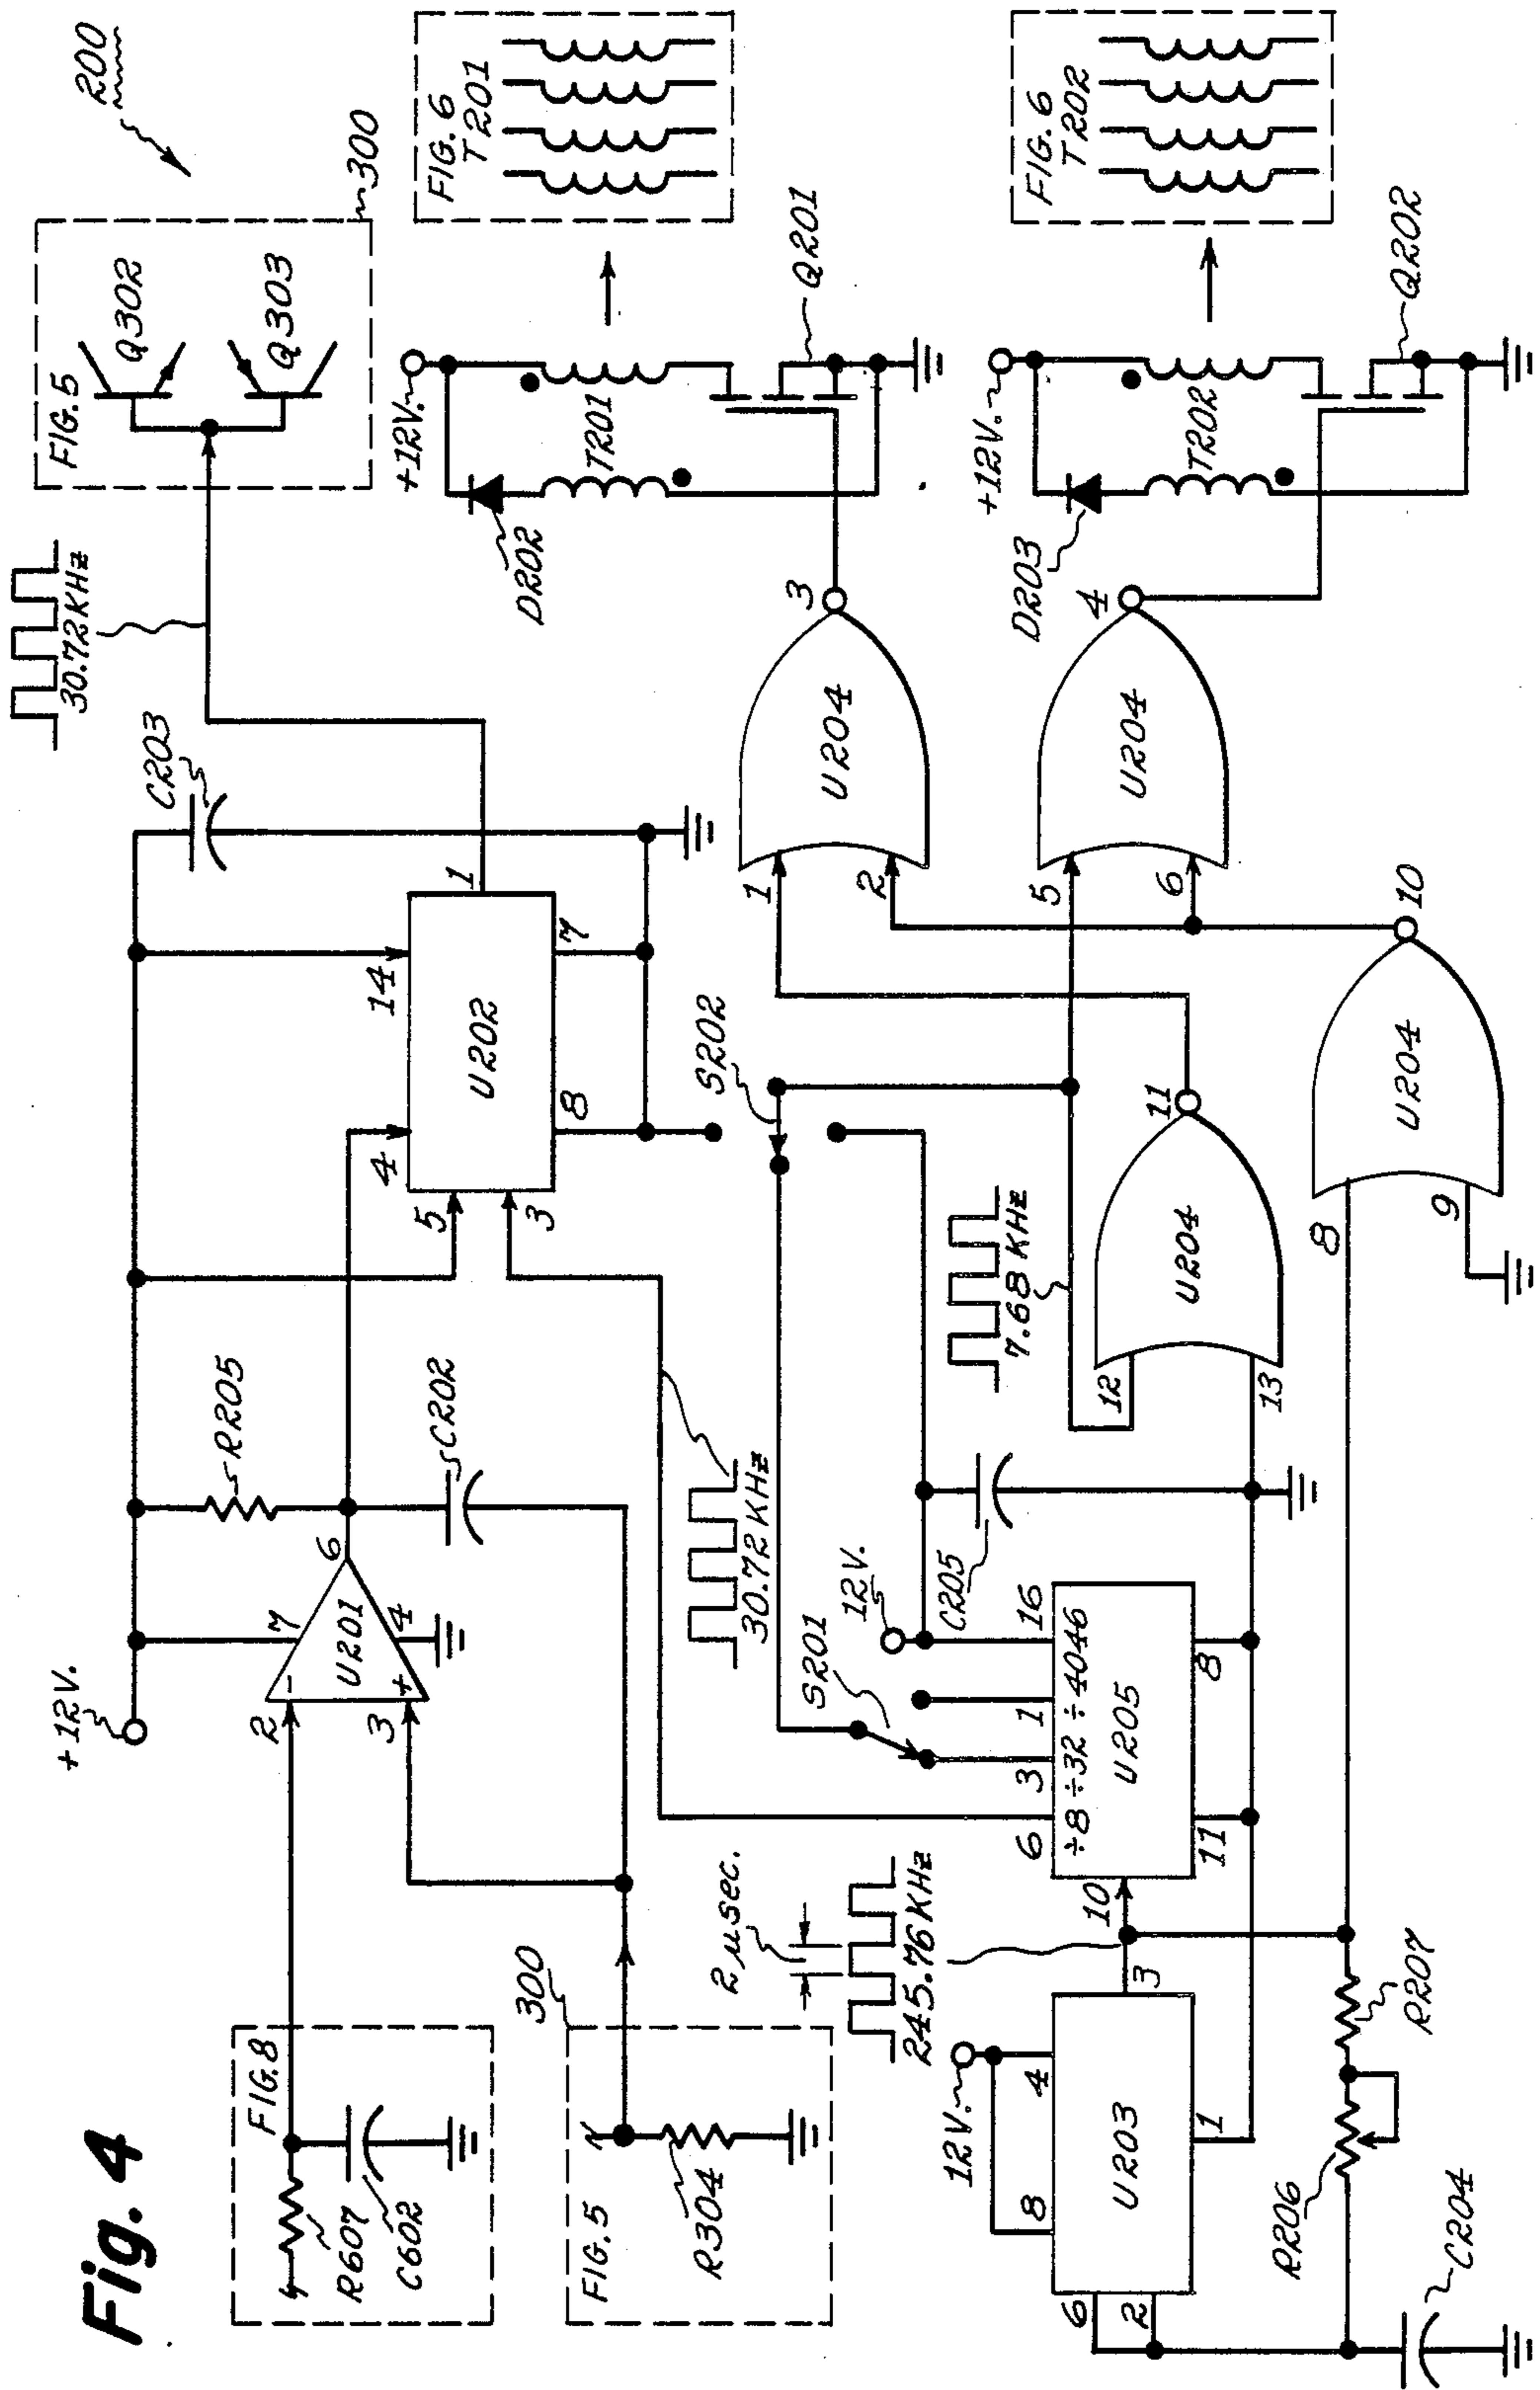 Fig. 4
200
+12V.
FIG. 8
R607
C602
300
FIG. 5
R304
2
3
7
U201
6
4
R205
C202
5
4
14
3
U202
8
7
1
C203
30.72 KHz
FIG. 5
Q302
Q303
300
30.72 KHz
S202
S201
2 µsec.
245.76 KHz
12V.
8
4
U203
6
2
1
3
10
6
3
1
16
÷8 ÷32 ÷4046
U205
11
8
12V.
C205
7.68 KHz
12
13
U204
11
1
2
U204
3
5
6
U204
4
8
9
U204
10
R206
R207
C204
+12V.
D202
T201
Q201
FIG. 6
T201
+12V.
D203
T202
Q202
FIG. 6
T202